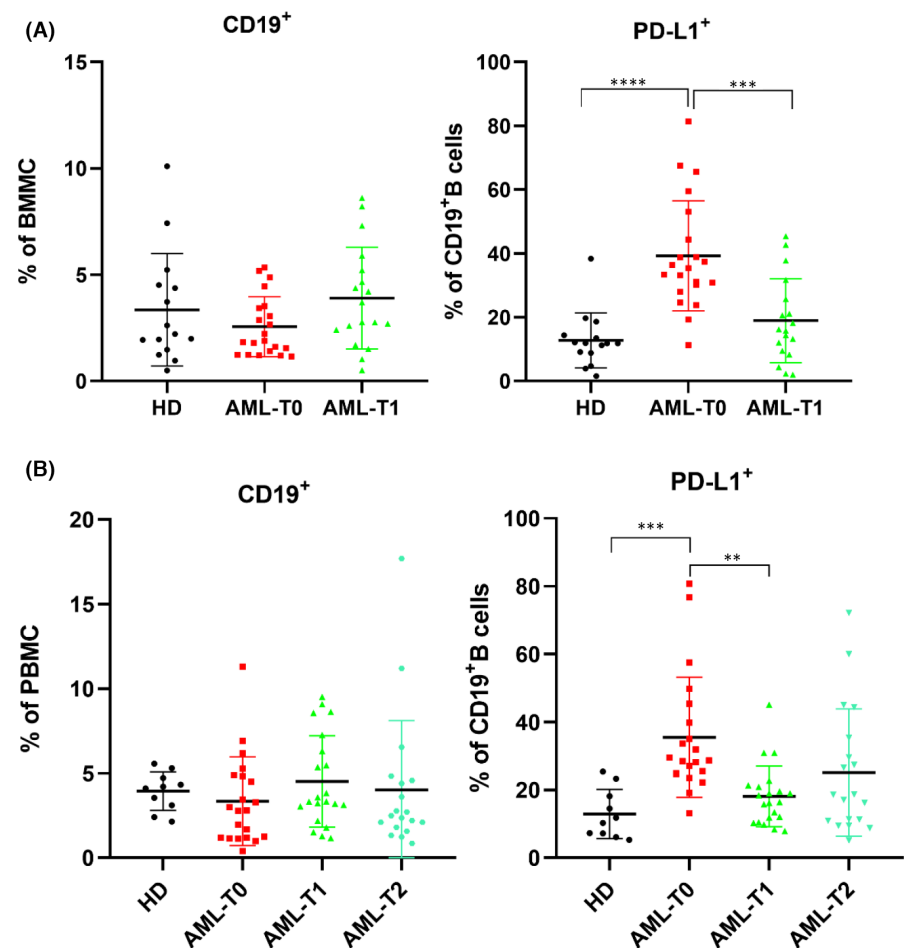 (A)
CD19⁺
PD-L1⁺
% of BMMC
15
10
5
0
HD
AML-T0
AML-T1
% of CD19⁺B cells
100
80
60
40
20
0
****
***
HD
AML-T0
AML-T1
(B)
CD19⁺
PD-L1⁺
% of PBMC
20
15
10
5
0
HD
AML-T0
AML-T1
AML-T2
% of CD19⁺B cells
100
80
60
40
20
0
***
**
HD
AML-T0
AML-T1
AML-T2